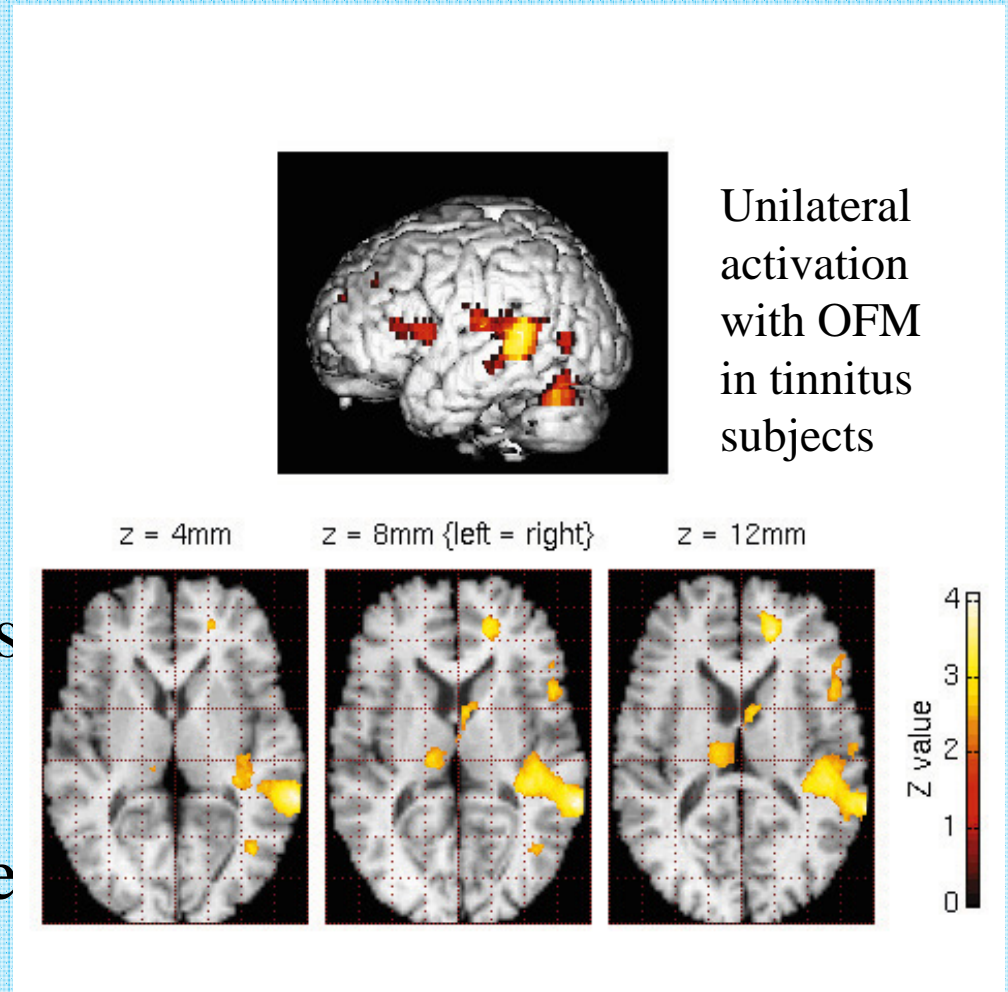 Unilateral
activation
with OFM
in tinnitus
subjects
z = 4mm
z = 8mm {left = right}
z = 12mm
s
e
4
3
2
1
0
Z value